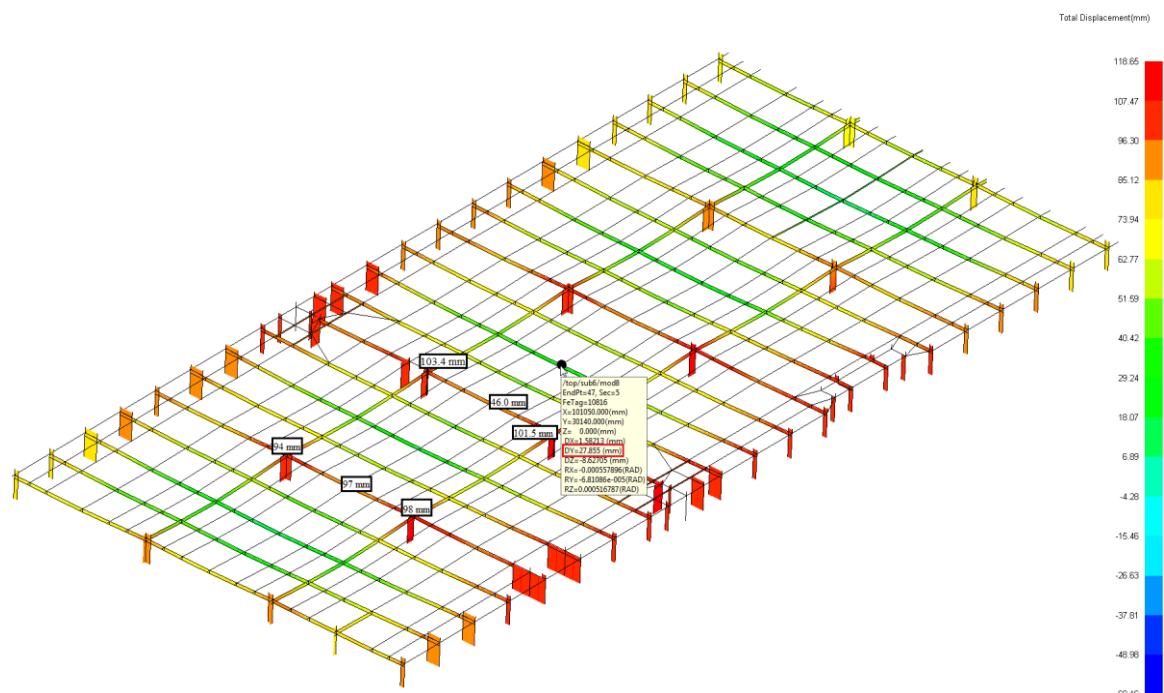 Total Displacement(mm)
118.65
107.47
96.30
85.12
73.94
62.77
51.59
40.42
29.24
18.07
6.89
-4.28
-15.46
-26.63
-37.81
-48.98
103.4 mm
46.0 mm
101.5 mm
94 mm
97 mm
98 mm
/top/sub6/mod8
EndPt=47, Sec=5
FeTag=10816
X=101050.000(mm)
Y=30140.000(mm)
Z= 0.000(mm)
DX=1.58213 (mm)
DY=27.855 (mm)
DZ=-8.62705 (mm)
RX=-0.000557896(RAD)
RY=-6.81086e-005(RAD)
RZ=0.000516787(RAD)